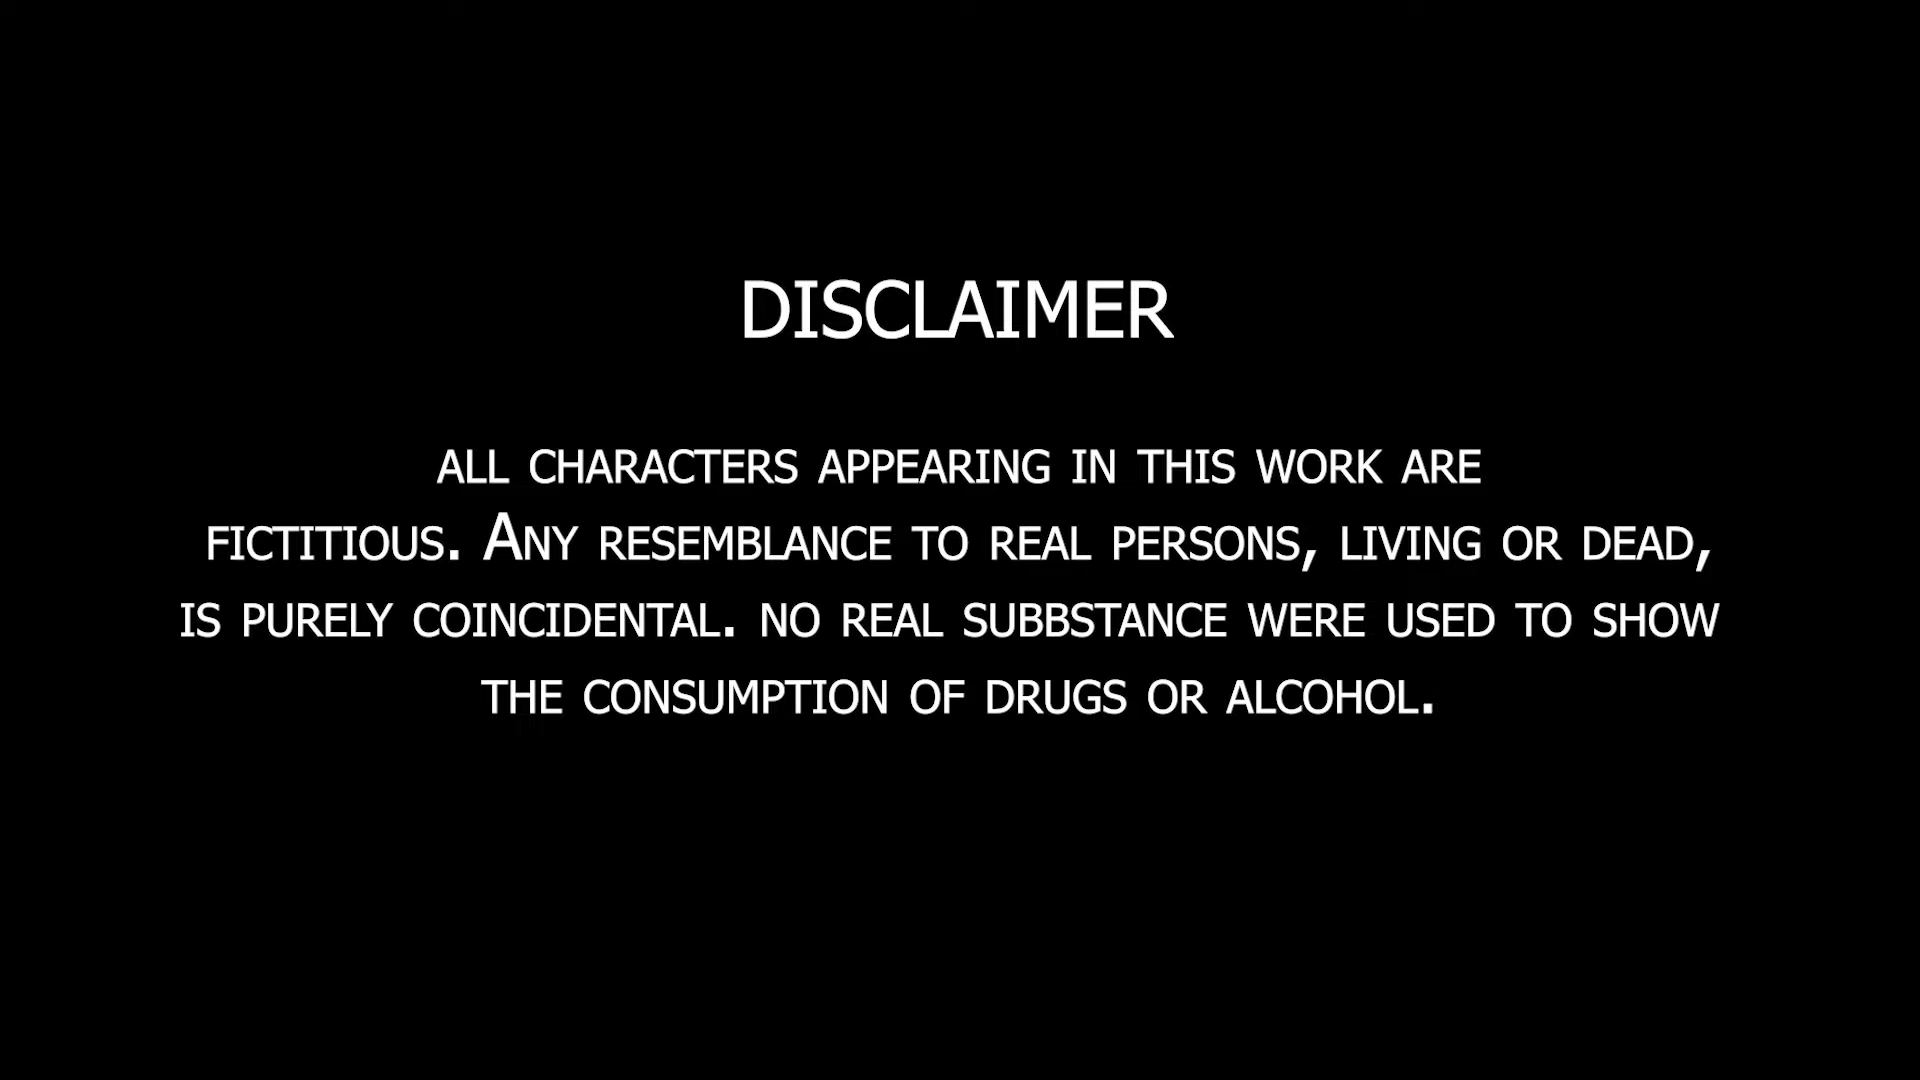 DISCLAIMER
ALL CHARACTERS APPEARING IN THIS WORK ARE
FICTITIOUS. ANY RESEMBLANCE TO REAL PERSONS, LIVING OR DEAD,
IS PURELY COINCIDENTAL. NO REAL SUBBSTANCE WERE USED TO SHOW
THE CONSUMPTION OF DRUGS OR ALCOHOL.